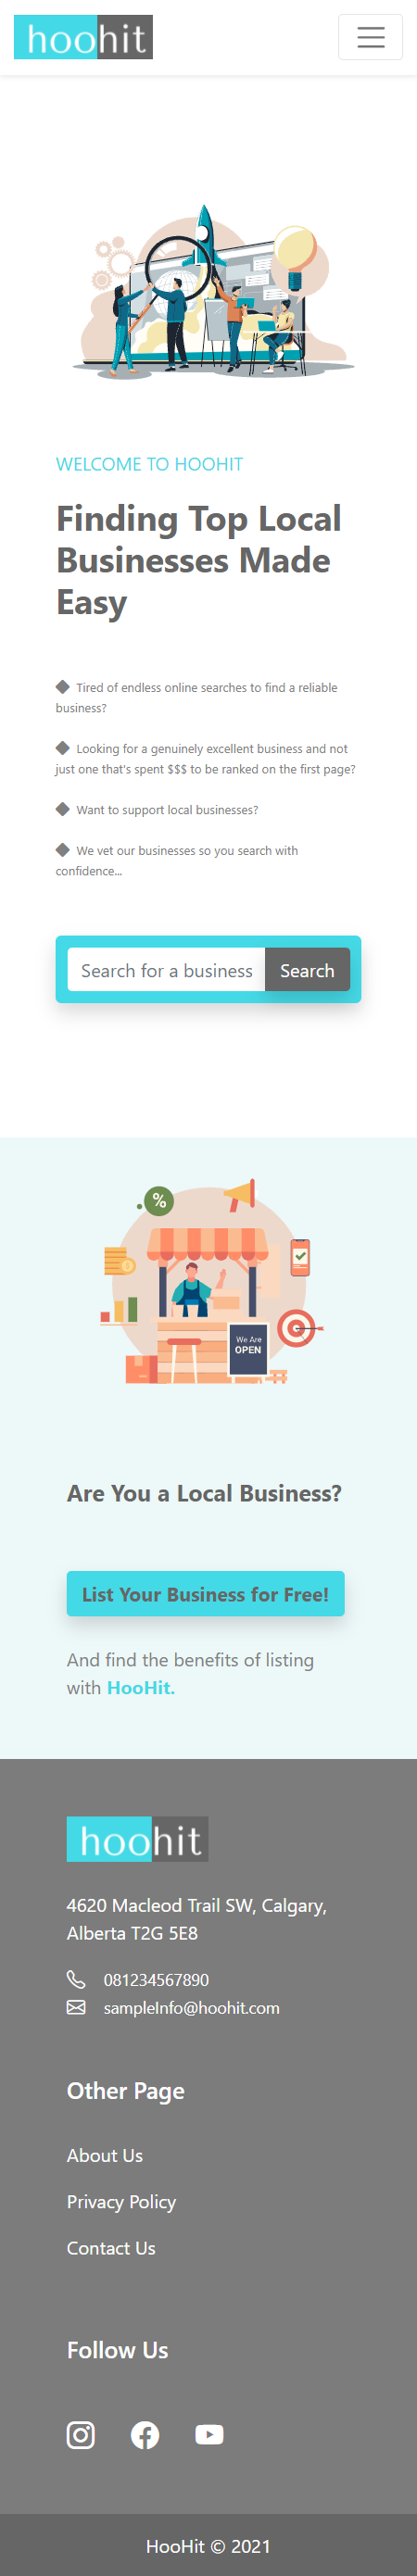 hoohit
WELCOME TO HOOHIT
Finding Top Local
Businesses Made
Easy
Tired of endless online searches to find a reliable
business?
Looking for a genuinely excellent business and not
just one that's spent $$$ to be ranked on the first page?
Want to support local businesses?
We vet our businesses so you search with
confidence...
Search for a business
Search
%
We Are
OPEN
Are You a Local Business?
List Your Business for Free!
And find the benefits of listing
with HooHit.
hoohit
4620 Macleod Trail SW, Calgary,
Alberta T2G 5E8
081234567890
sampleInfo@hoohit.com
Other Page
About Us
Privacy Policy
Contact Us
Follow Us
HooHit © 2021